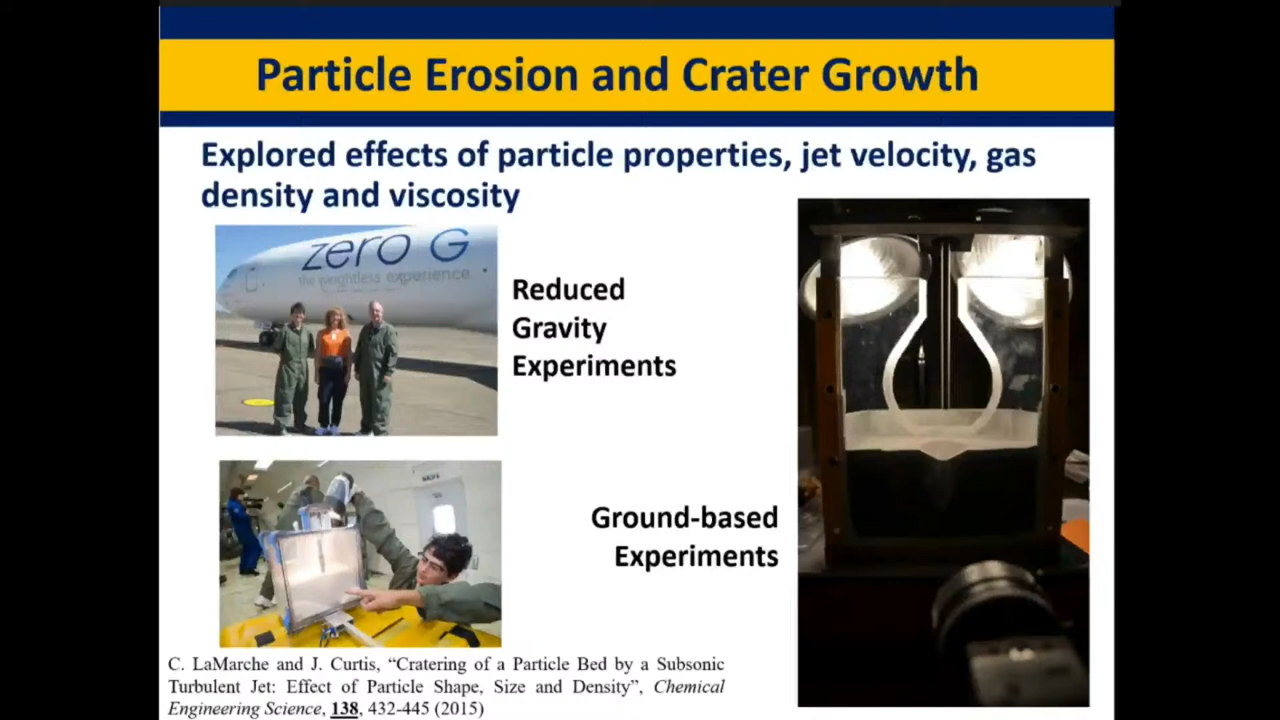 Particle Erosion and Crater Growth
Explored effects of particle properties, jet velocity, gas
density and viscosity
zero G
the weightless experience.
Reduced
Gravity
Experiments
Ground-based
Experiments
C. LaMarche and J. Curtis, “Cratering of a Particle Bed by a Subsonic
Turbulent Jet: Effect of Particle Shape, Size and Density”, Chemical
Engineering Science, 138, 432-445 (2015)